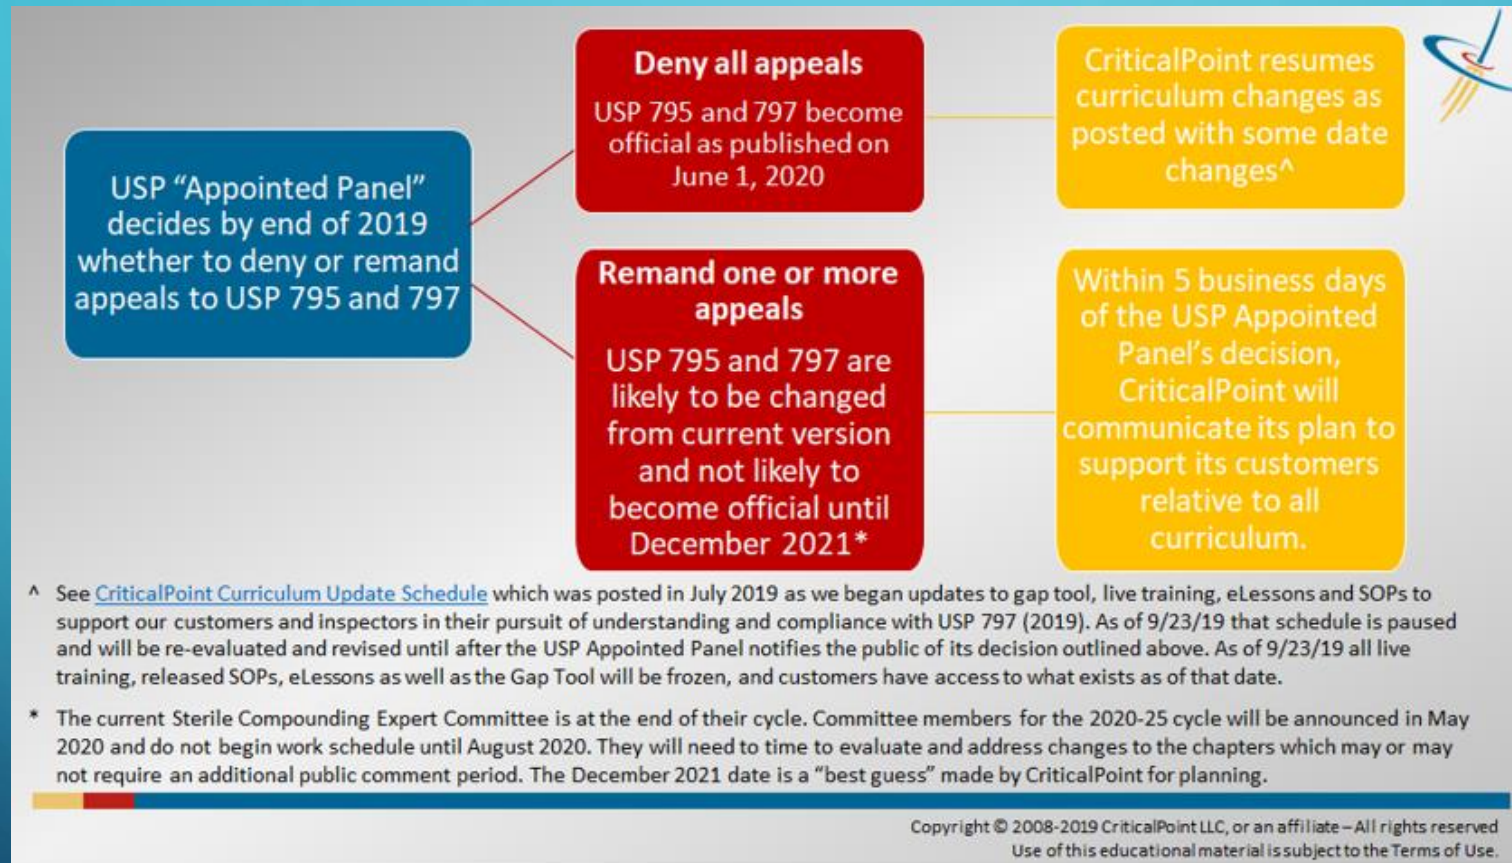 USP “Appointed Panel”
decides by end of 2019
whether to deny or remand
appeals to USP 795 and 797
Deny all appeals
USP 795 and 797 become
official as published on
June 1, 2020
CriticalPoint resumes
curriculum changes as
posted with some date
changes^
Remand one or more
appeals
USP 795 and 797 are
likely to be changed
from current version
and not likely to
become official until
December 2021*
Within 5 business days
of the USP Appointed
Panel’s decision,
CriticalPoint will
communicate its plan to
support its customers
relative to all
curriculum.
^ See CriticalPoint Curriculum Update Schedule which was posted in July 2019 as we began updates to gap tool, live training, eLessons and SOPs to
support our customers and inspectors in their pursuit of understanding and compliance with USP 797 (2019). As of 9/23/19 that schedule is paused
and will be re-evaluated and revised until after the USP Appointed Panel notifies the public of its decision outlined above. As of 9/23/19 all live
training, released SOPs, eLessons as well as the Gap Tool will be frozen, and customers have access to what exists as of that date.
* The current Sterile Compounding Expert Committee is at the end of their cycle. Committee members for the 2020-25 cycle will be announced in May
2020 and do not begin work schedule until August 2020. They will need to time to evaluate and address changes to the chapters which may or may
not require an additional public comment period. The December 2021 date is a “best guess” made by CriticalPoint for planning.
Copyright © 2008-2019 CriticalPoint LLC, or an affiliate – All rights reserved
Use of this educational material is subject to the Terms of Use.